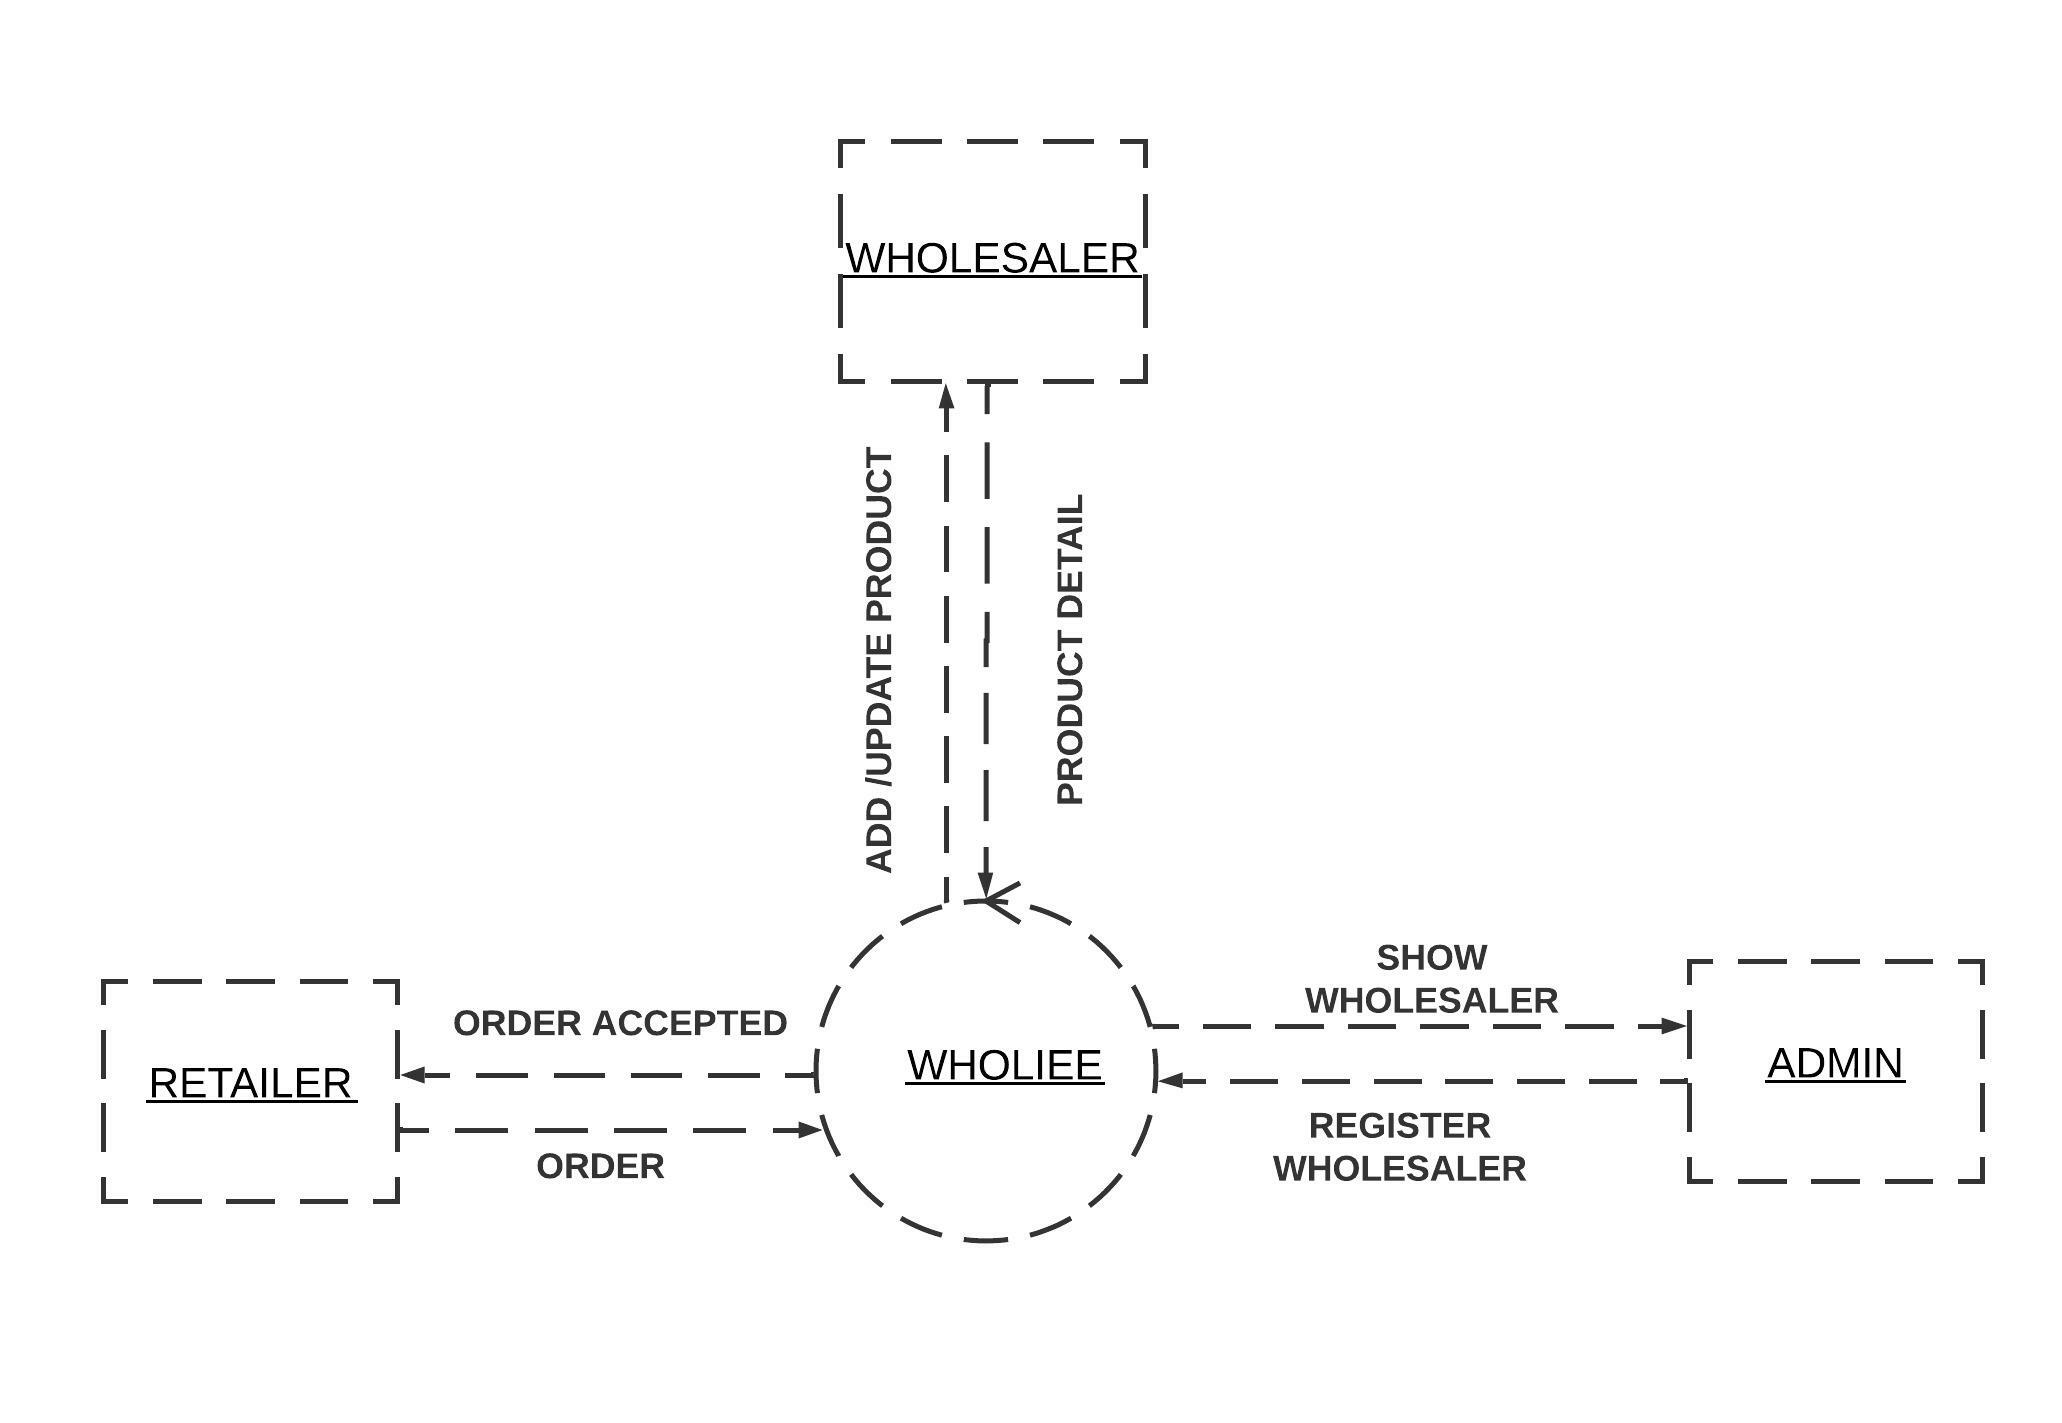 WHOLESALER
ADD /UPDATE PRODUCT
PRODUCT DETAIL
SHOW
WHOLESALER
ORDER ACCEPTED
WHOLIEE
ADMIN
RETAILER
REGISTER
WHOLESALER
ORDER